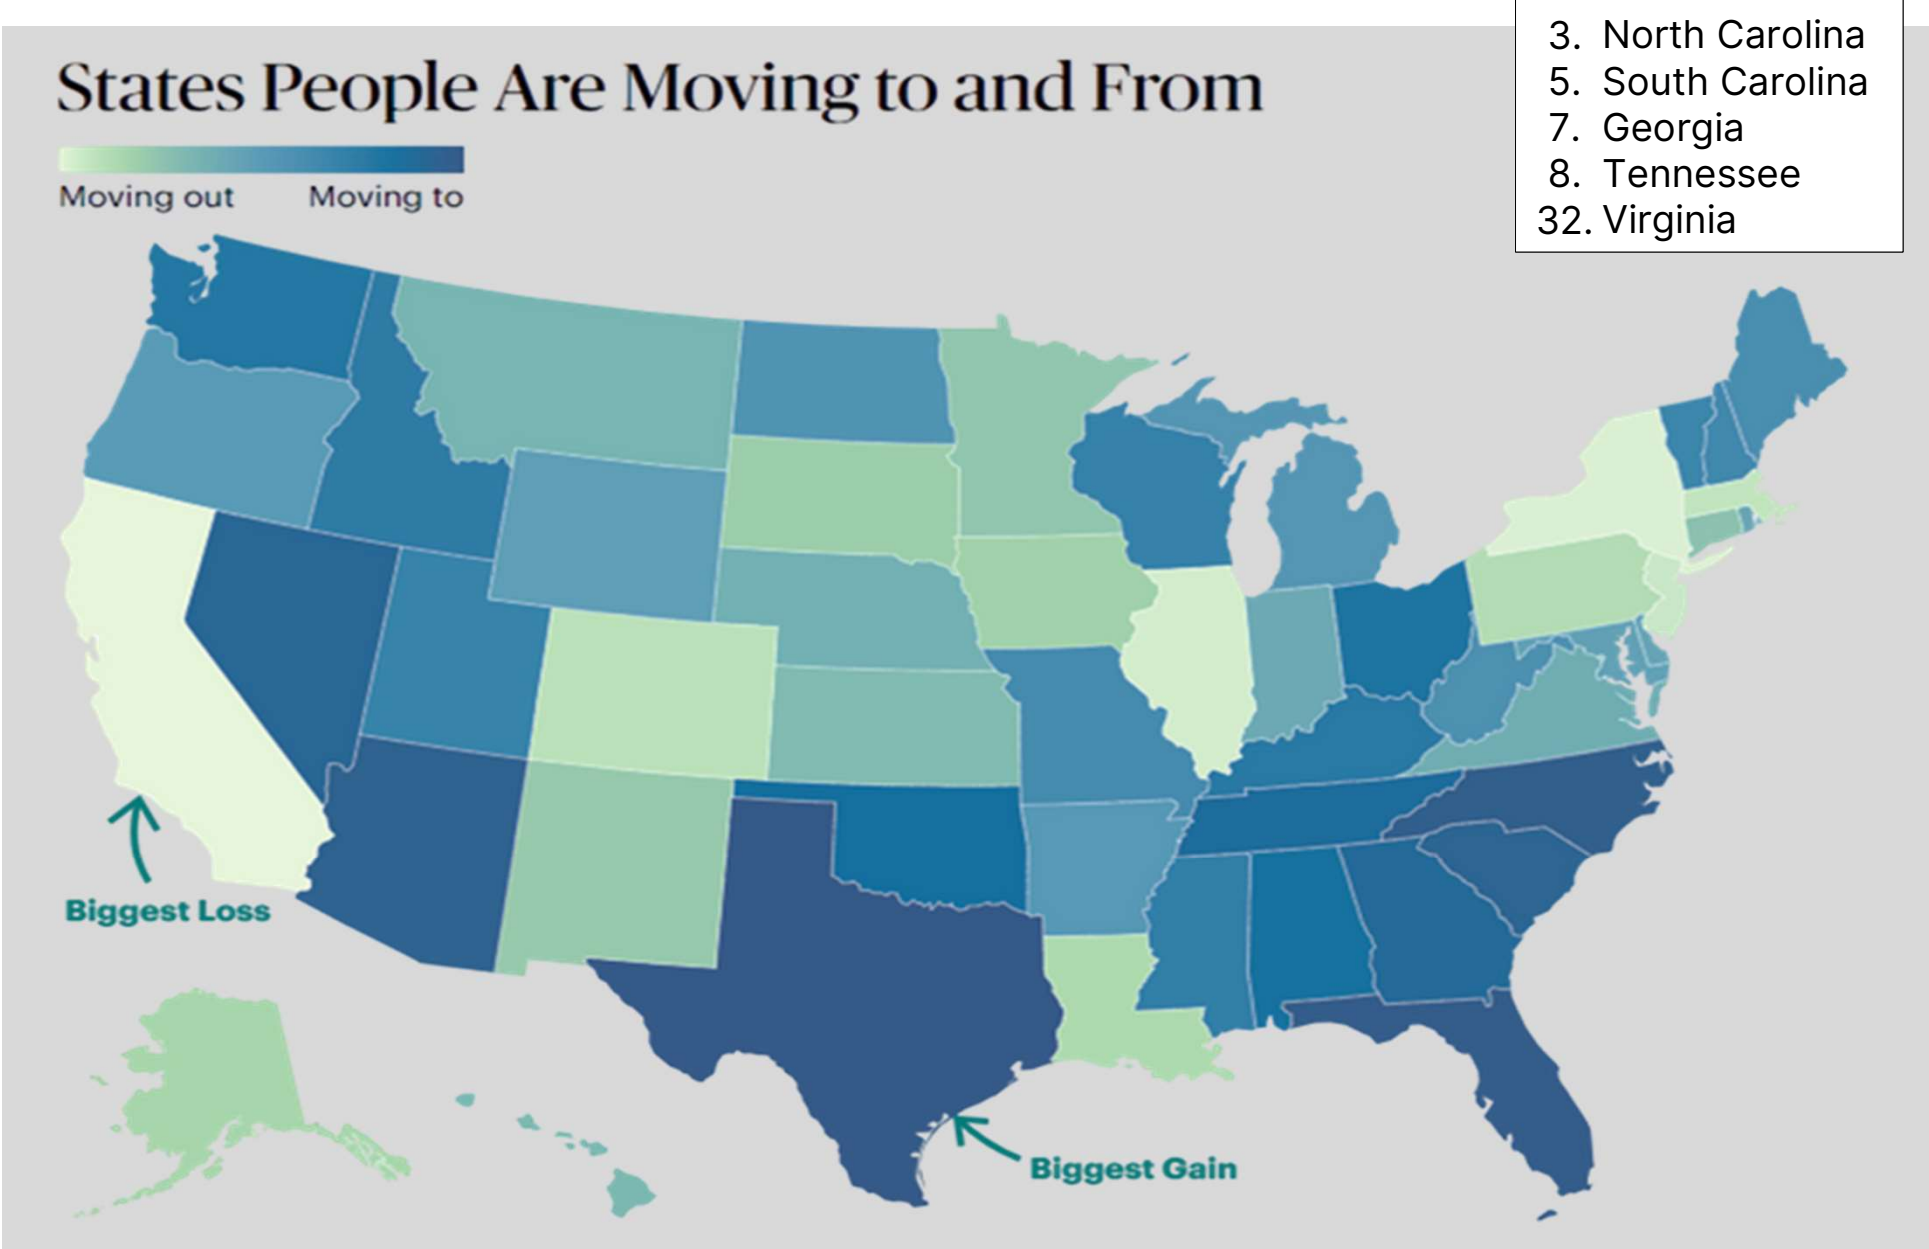 States People Are Moving to and From
Moving out Moving to
3. North Carolina
5. South Carolina
7. Georgia
8. Tennessee
32. Virginia
Biggest Loss
Biggest Gain